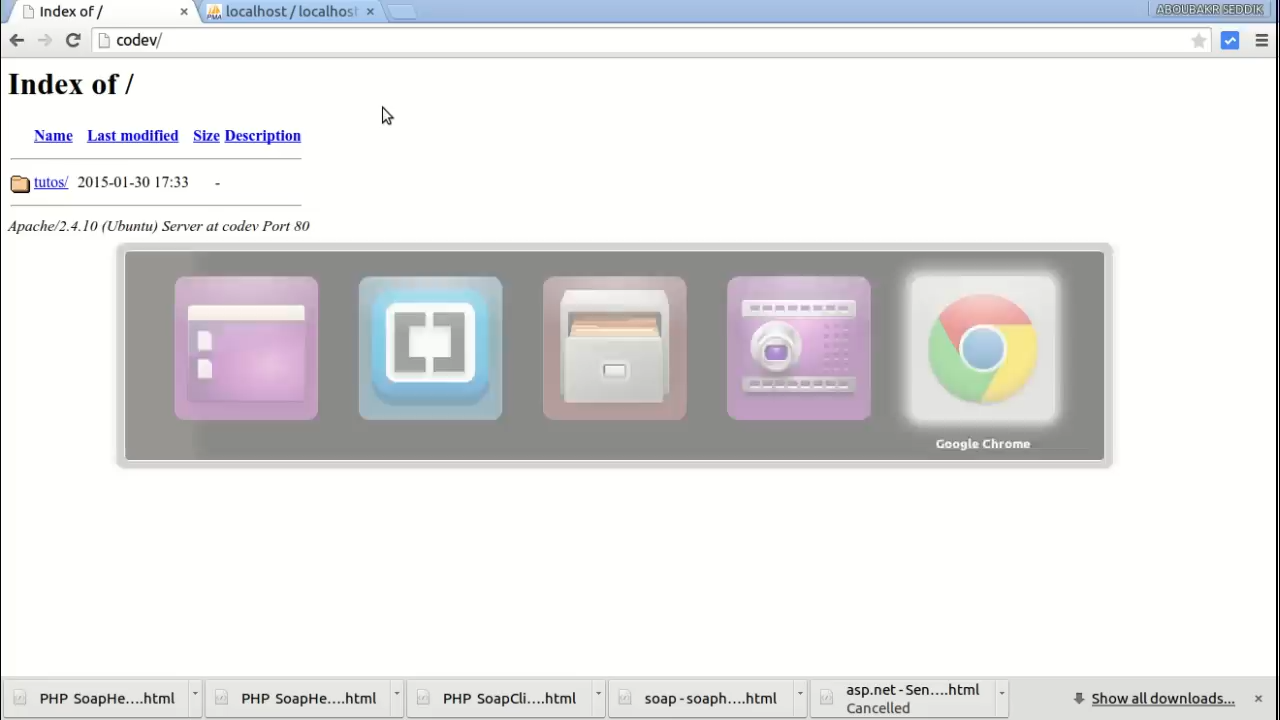 Index of /
localhost / localhost
ABOUBAKR SEDDIK
codev/
Index of /
Name Last modified Size Description
tutos/ 2015-01-30 17:33 -
Apache/2.4.10 (Ubuntu) Server at codev Port 80
Google Chrome
PHP SoapHe....html
PHP SoapHe....html
PHP SoapCli....html
soap - soaph....html
asp.net - Sen....html
Cancelled
Show all downloads...